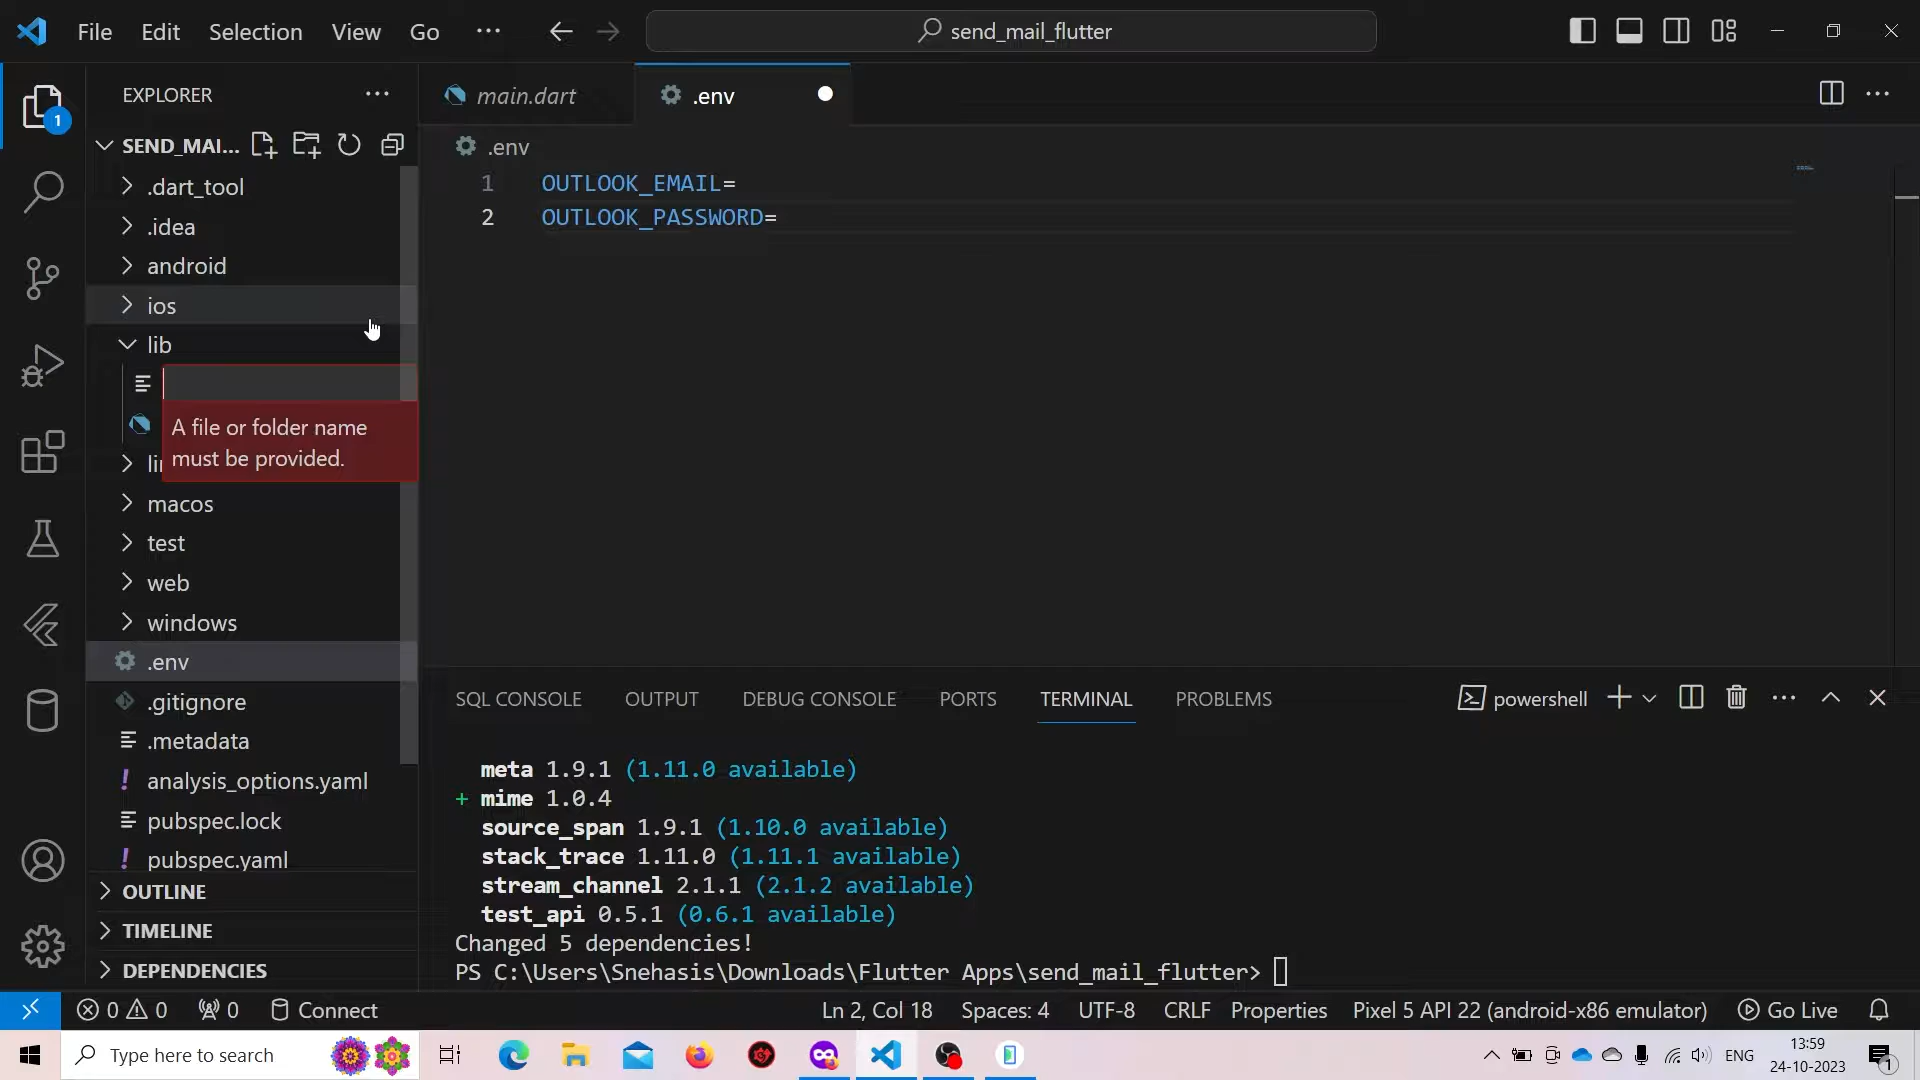 File Edit Selection View Go ··· send_mail_flutter
EXPLORER ···
1
SEND_MAI...
.dart_tool
.idea
android
ios
lib
A file or folder name
must be provided.
macos
test
web
windows
.env
.gitignore
.metadata
analysis_options.yaml
pubspec.lock
pubspec.yaml
OUTLINE
TIMELINE
DEPENDENCIES
main.dart .env
.env
1 OUTLOOK_EMAIL=
2 OUTLOOK_PASSWORD=
SQL CONSOLE OUTPUT DEBUG CONSOLE PORTS TERMINAL PROBLEMS powershell
meta 1.9.1 (1.11.0 available)
+ mime 1.0.4
source_span 1.9.1 (1.10.0 available)
stack_trace 1.11.0 (1.11.1 available)
stream_channel 2.1.1 (2.1.2 available)
test_api 0.5.1 (0.6.1 available)
Changed 5 dependencies!
PS C:\Users\Snehasis\Downloads\Flutter Apps\send_mail_flutter>
0 0 0 Connect Ln 2, Col 18 Spaces: 4 UTF-8 CRLF Properties Pixel 5 API 22 (android-x86 emulator) Go Live
Type here to search ENG 13:59
24-10-2023 1